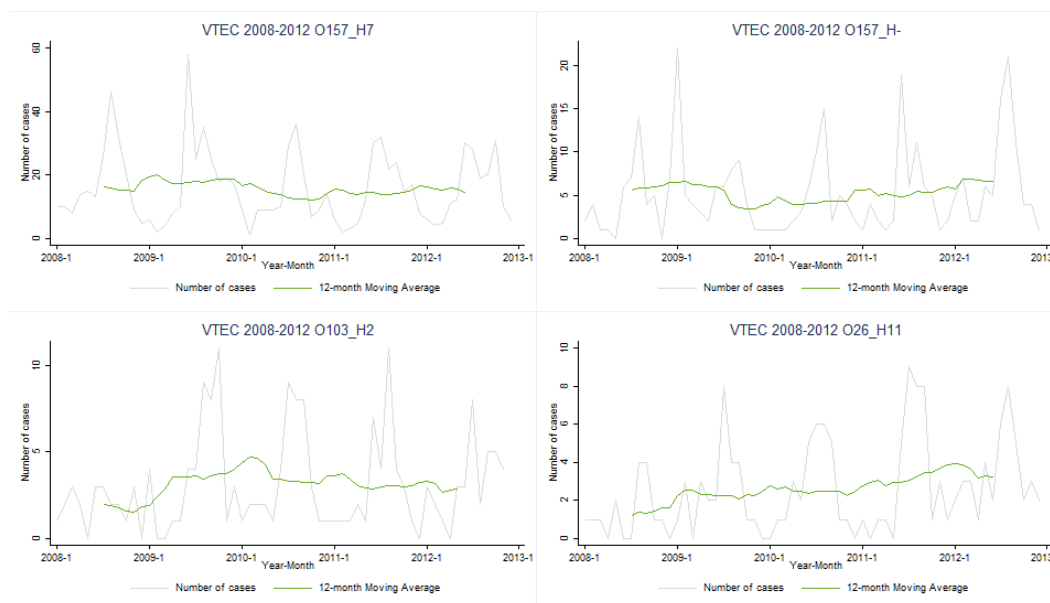 VTEC 2008-2012 O157_H7
Number of cases
60
40
20
0
2008-1
2009-1
2010-1
2011-1
2012-1
2013-1
Year-Month
Number of cases
12-month Moving Average
VTEC 2008-2012 O157_H-
Number of cases
20
15
10
5
0
2008-1
2009-1
2010-1
2011-1
2012-1
2013-1
Year-Month
Number of cases
12-month Moving Average
VTEC 2008-2012 O103_H2
Number of cases
10
5
0
2008-1
2009-1
2010-1
2011-1
2012-1
2013-1
Year-Month
Number of cases
12-month Moving Average
VTEC 2008-2012 O26_H11
Number of cases
10
8
6
4
2
0
2008-1
2009-1
2010-1
2011-1
2012-1
2013-
Year-Month
Number of cases
12-month Moving Average